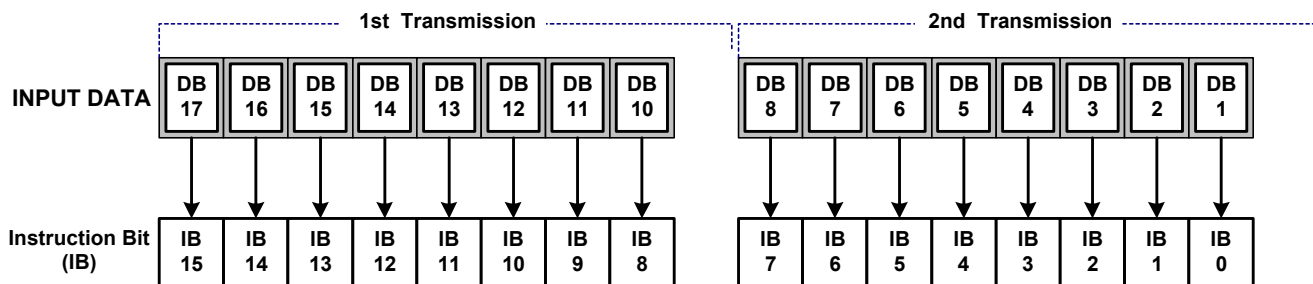 1st Transmission 2nd Transmission
INPUT DATA DB 17 DB 16 DB 15 DB 14 DB 13 DB 12 DB 11 DB 10 DB 8 DB 7 DB 6 DB 5 DB 4 DB 3 DB 2 DB 1
Instruction Bit (IB) IB 15 IB 14 IB 13 IB 12 IB 11 IB 10 IB 9 IB 8 IB 7 IB 6 IB 5 IB 4 IB 3 IB 2 IB 1 IB 0